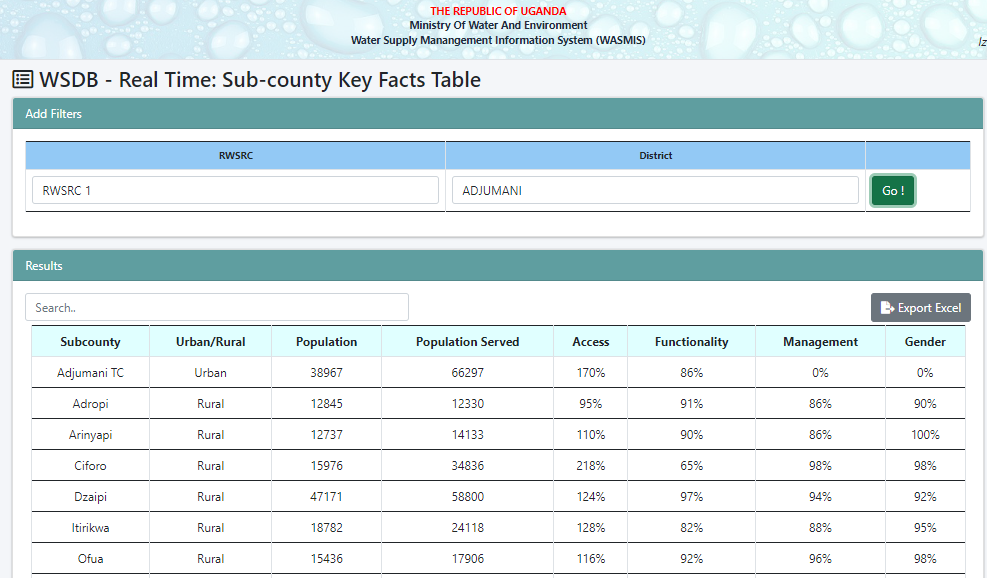 THE REPUBLIC OF UGANDA
Ministry Of Water And Environment
Water Supply Manangement Information System (WASMIS)
Iz
WSDB - Real Time: Sub-county Key Facts Table
Add Filters
RWSRC District
RWSRC 1 ADJUMANI Go !
Results
Search.. Export Excel
Subcounty Urban/Rural Population Population Served Access Functionality Management Gender
Adjumani TC Urban 38967 66297 170% 86% 0% 0%
Adropi Rural 12845 12330 95% 91% 86% 90%
Arinyapi Rural 12737 14133 110% 90% 86% 100%
Ciforo Rural 15976 34836 218% 65% 98% 98%
Dzaipi Rural 47171 58800 124% 97% 94% 92%
Itirikwa Rural 18782 24118 128% 82% 88% 95%
Ofua Rural 15436 17906 116% 92% 96% 98%